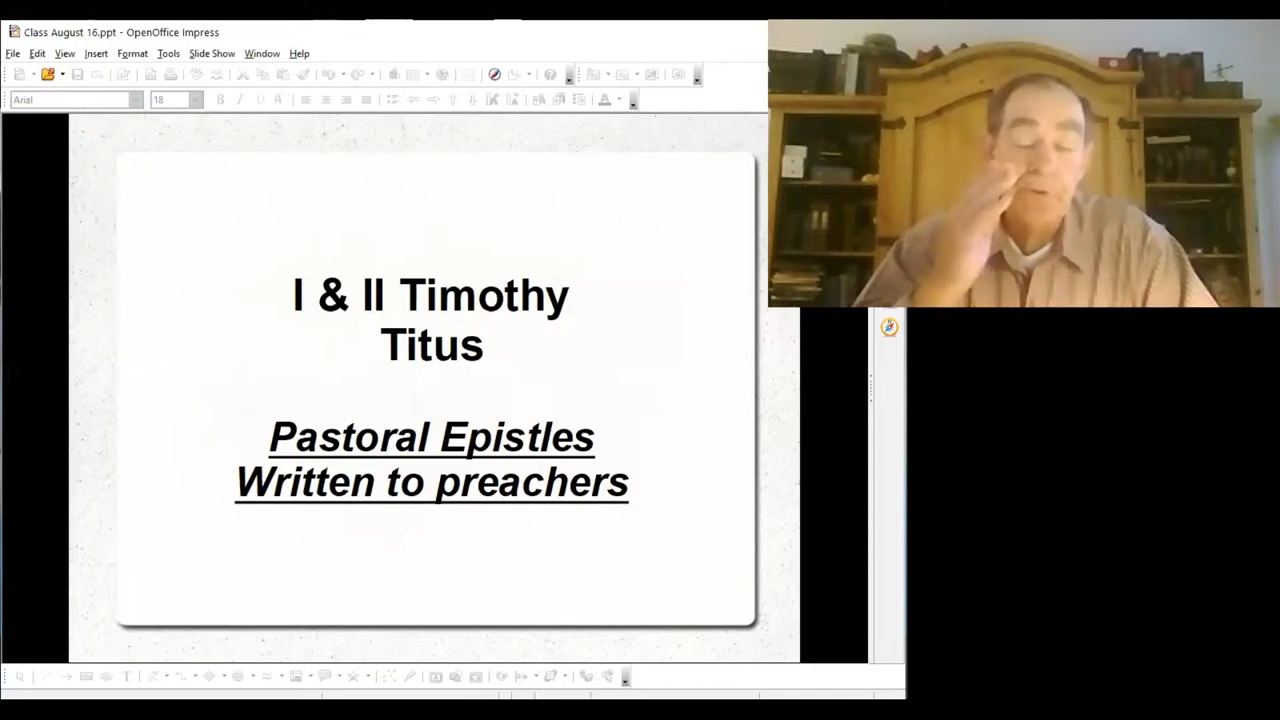 Class August 16.ppt - OpenOffice Impress
File Edit View Insert Format Tools Slide Show Window Help
Arial 18
I & II Timothy
Titus
Pastoral Epistles
Written to preachers